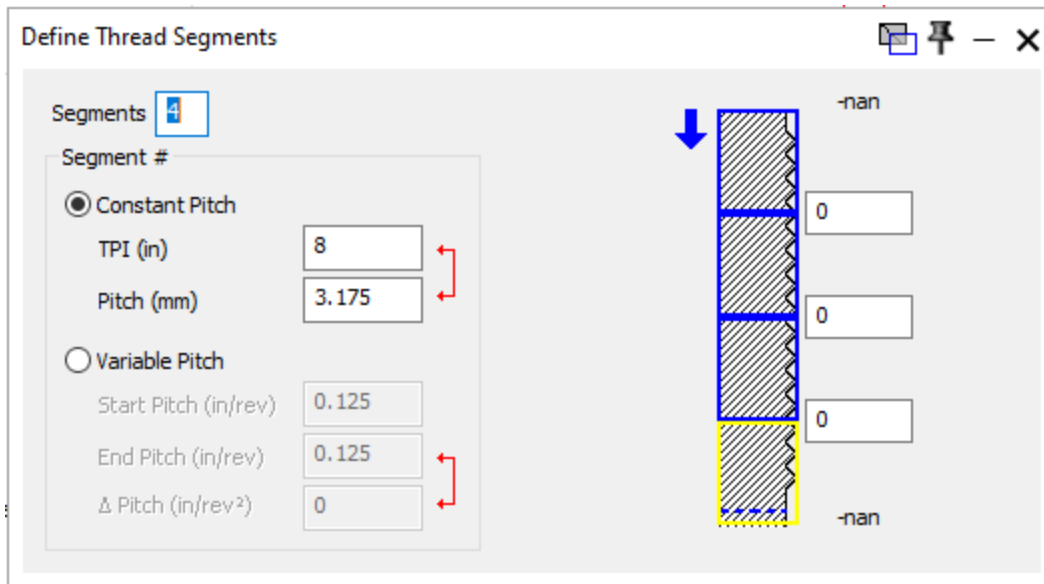 Define Thread Segments
Segments 4
-nan
Segment #
Constant Pitch
0
TPI (in) 8
Pitch (mm) 3.175
0
Variable Pitch
Start Pitch (in/rev) 0.125
0
End Pitch (in/rev) 0.125
Δ Pitch (in/rev²) 0
-nan